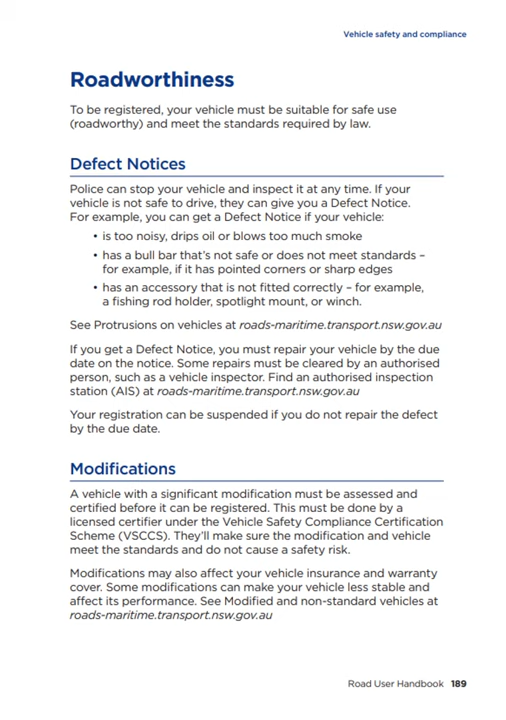 Vehicle safety and compliance
Roadworthiness
To be registered, your vehicle must be suitable for safe use
(roadworthy) and meet the standards required by law.
Defect Notices
Police can stop your vehicle and inspect it at any time. If your
vehicle is not safe to drive, they can give you a Defect Notice.
For example, you can get a Defect Notice if your vehicle:
• is too noisy, drips oil or blows too much smoke
• has a bull bar that's not safe or does not meet standards –
for example, if it has pointed corners or sharp edges
• has an accessory that is not fitted correctly – for example,
a fishing rod holder, spotlight mount, or winch.
See Protrusions on vehicles at roads-maritime.transport.nsw.gov.au
If you get a Defect Notice, you must repair your vehicle by the due
date on the notice. Some repairs must be cleared by an authorised
person, such as a vehicle inspector. Find an authorised inspection
station (AIS) at roads-maritime.transport.nsw.gov.au
Your registration can be suspended if you do not repair the defect
by the due date.
Modifications
A vehicle with a significant modification must be assessed and
certified before it can be registered. This must be done by a
licensed certifier under the Vehicle Safety Compliance Certification
Scheme (VSCCS). They'll make sure the modification and vehicle
meet the standards and do not cause a safety risk.
Modifications may also affect your vehicle insurance and warranty
cover. Some modifications can make your vehicle less stable and
affect its performance. See Modified and non-standard vehicles at
roads-maritime.transport.nsw.gov.au
Road User Handbook 189